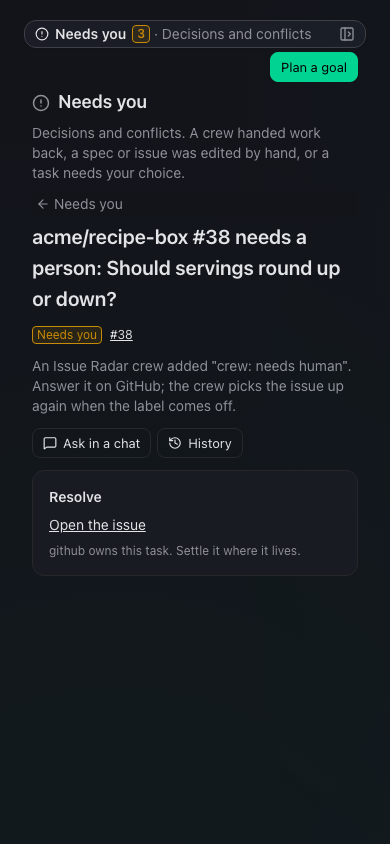 Needs you 3 · Decisions and conflicts
Plan a goal
Needs you
Decisions and conflicts. A crew handed work
back, a spec or issue was edited by hand, or a
task needs your choice.
← Needs you
acme/recipe-box #38 needs a
person: Should servings round up
or down?
Needs you #38
An Issue Radar crew added "crew: needs human".
Answer it on GitHub; the crew picks the issue up
again when the label comes off.
Ask in a chat History
Resolve
Open the issue
github owns this task. Settle it where it lives.